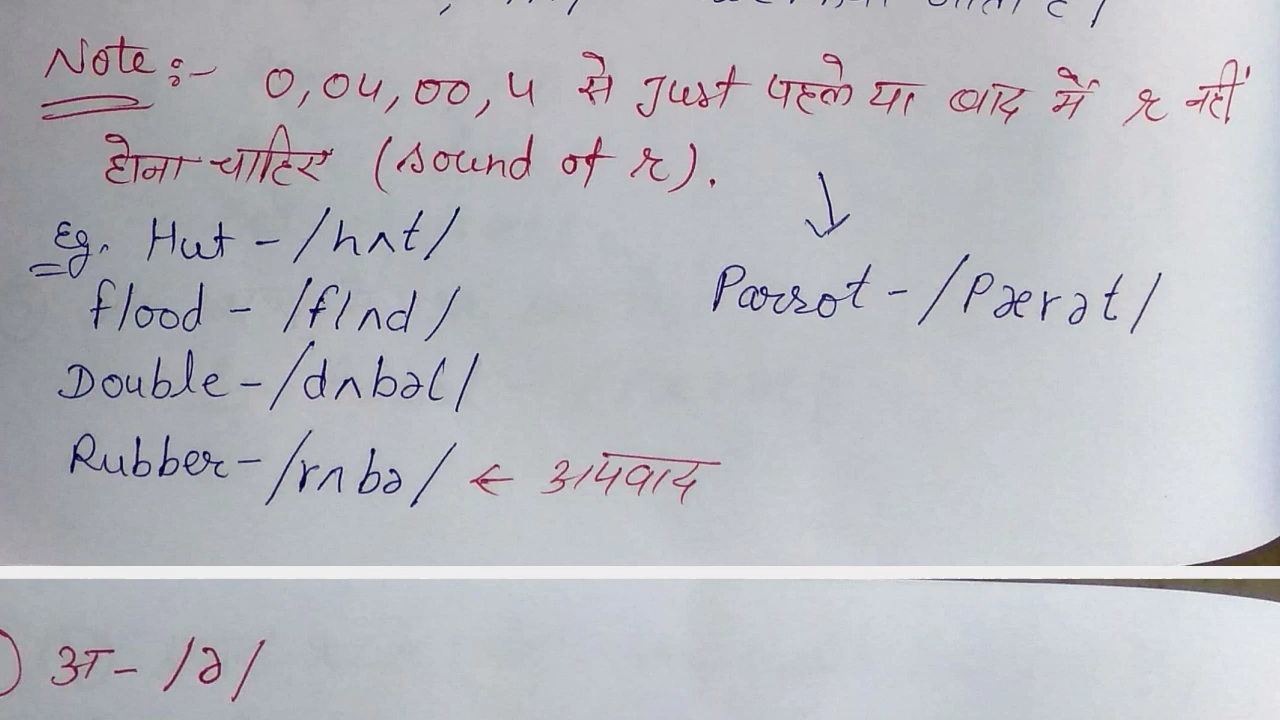 Note :- o, ou, oo, u से Just पहले या बाद में r नहीं
होना चाहिए (sound of r).
Eg. Hut - /hʌt/
flood - /flʌd/
Parrot - /Pærət/
Double - /dʌbəl/
Rubber - /rʌbə/ ← अपवाद
अ - /ə/